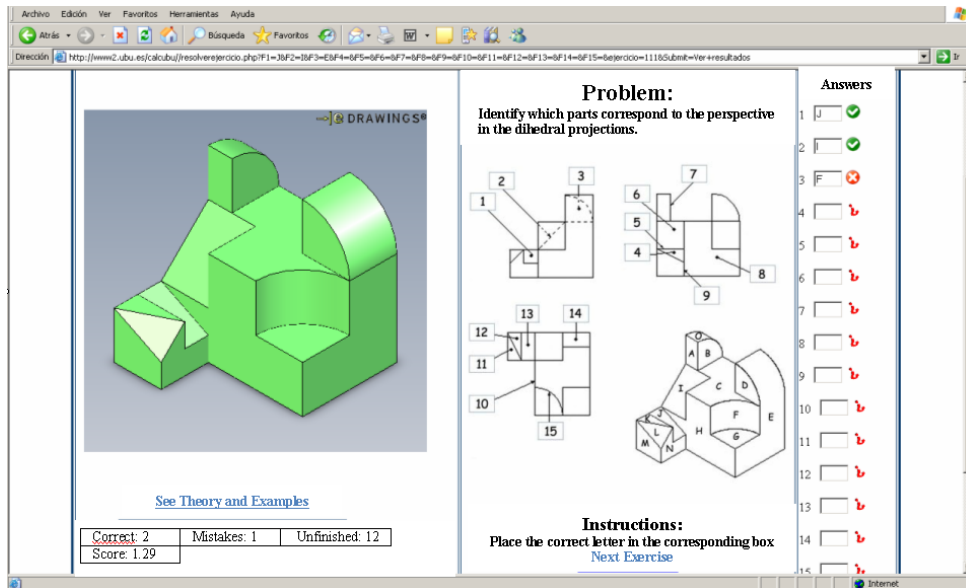 Archivo Edición Ver Favoritos Herramientas Ayuda
Atrás Búsqueda Favoritos
Dirección http://www2.ubu.es/calcubu//resolverejercicio.php?F1=J&F2=I&F3=E&F4=&F5=&F6=&F7=&F8=&F9=&F10=&F11=&F12=&F13=&F14=&F15=&ejercicio=111&Submit=Ver+resultados Ir
DRAWINGS®
Problem:
Identify which parts correspond to the perspective
in the dihedral projections.
Answers
1 J
2 I
3 F
4
5
6
7
8
9
10
11
12
13
14
15
2 3
1
7
6
5
4
8
9
12 13 14
11
10
15
O
A B
I C D
F E
K J H
L G
M N
See Theory and Examples
Correct: 2 Mistakes: 1 Unfinished: 12
Score: 1.29
Instructions:
Place the correct letter in the corresponding box
Next Exercise
Internet